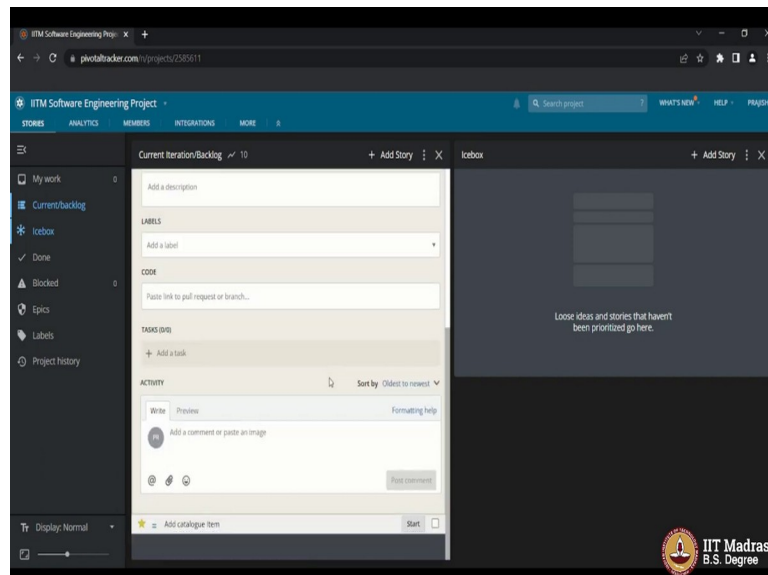 IITM Software Engineering Proje
pivotaltracker.com/n/projects/2585611
IITM Software Engineering Project
Search project
WHAT'S NEW
HELP
PRAJISH
STORIES
ANALYTICS
MEMBERS
INTEGRATIONS
MORE
My work 0
Current/backlog
Icebox
Done
Blocked 0
Epics
Labels
Project history
Display: Normal
Current Iteration/Backlog 10
+ Add Story
Add a description
LABELS
Add a label
CODE
Paste link to pull request or branch...
TASKS (0/0)
+ Add a task
ACTIVITY
Sort by Oldest to newest
Write Preview Formatting help
PR
Add a comment or paste an image
Post comment
Add catalogue item
Start
Icebox
+ Add Story
Loose ideas and stories that haven't
been prioritized go here.
IIT Madras
B.S. Degree